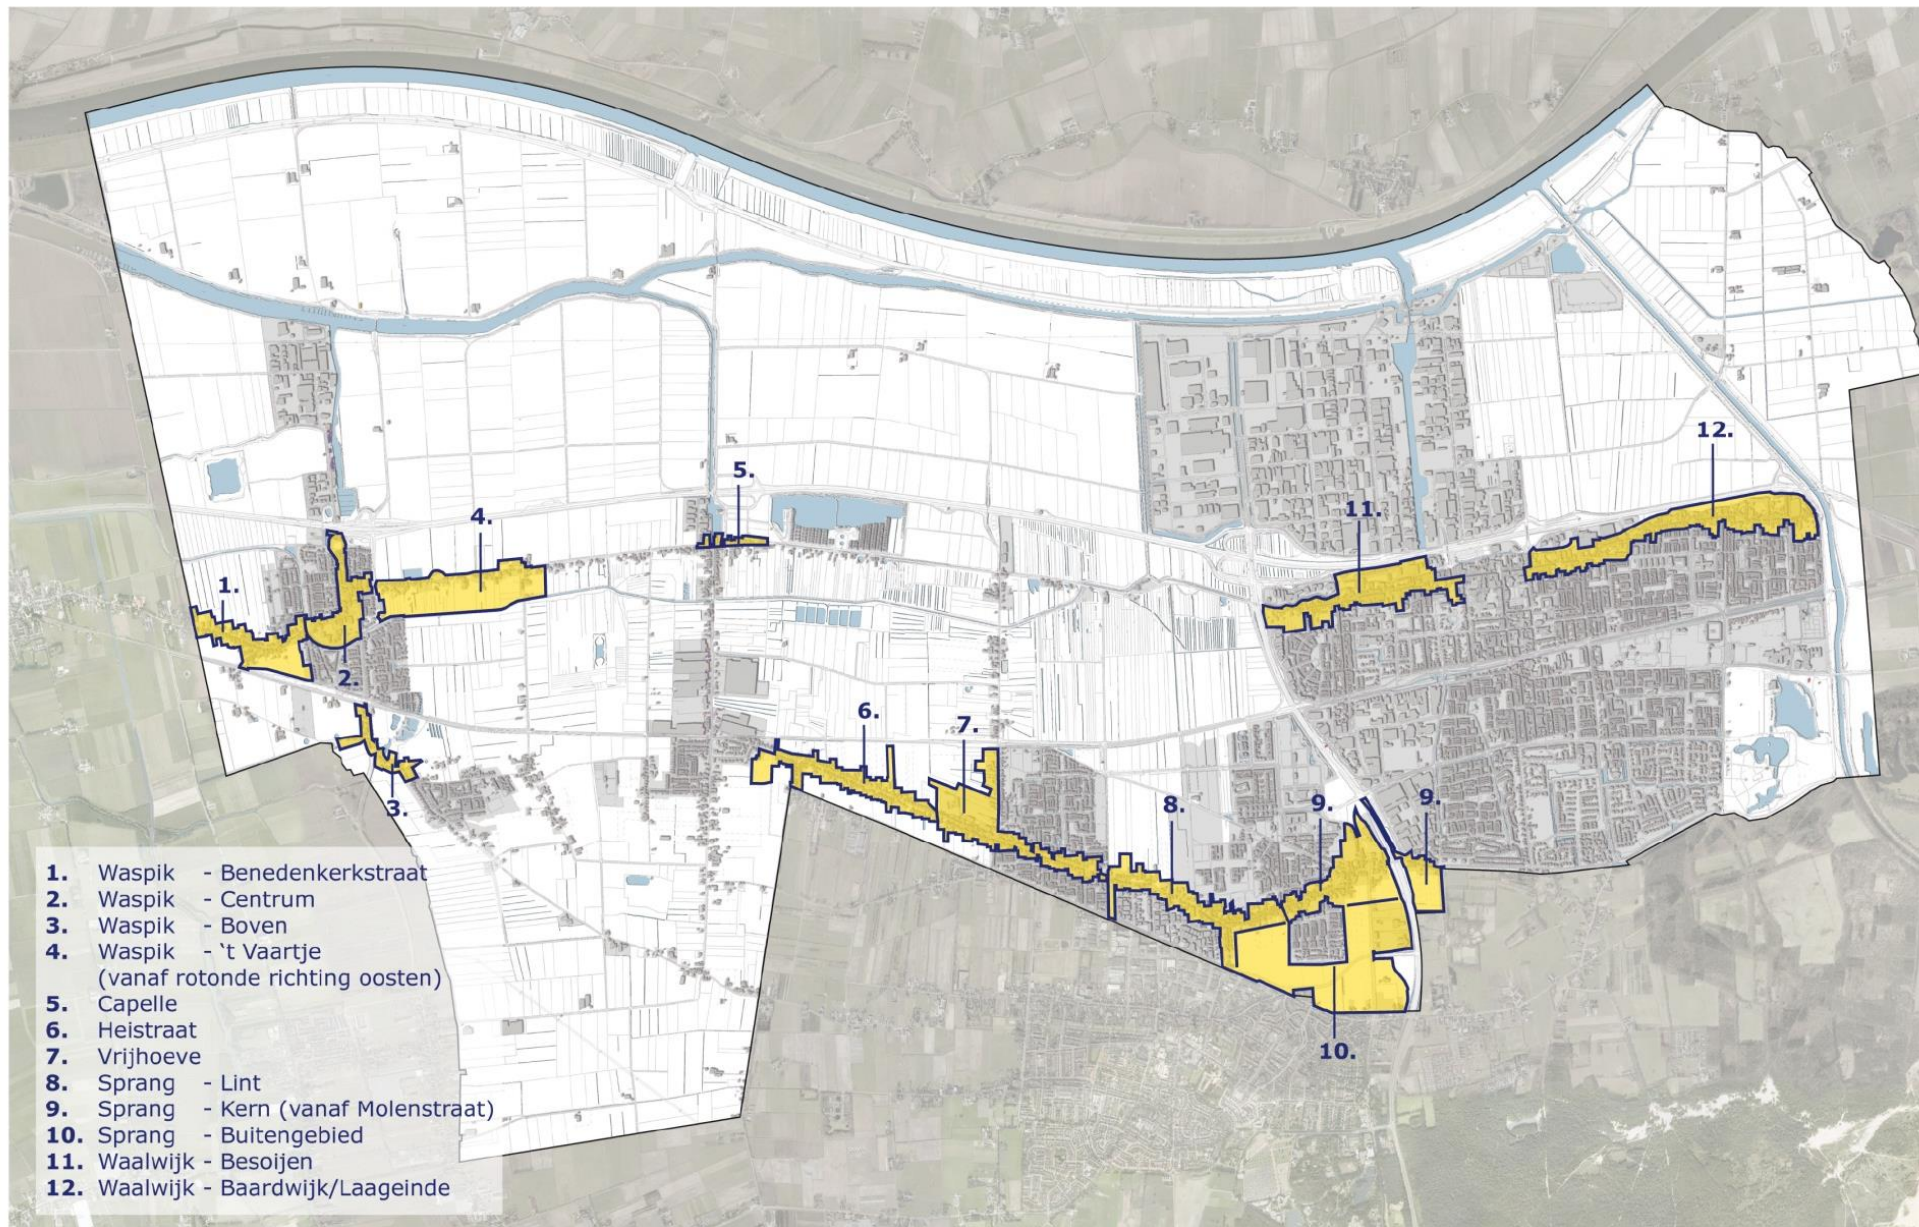 12.
5.
11.
4.
1.
2.
6.
7.
3.
8.
9.
9.
10.
1. Waspik - Benedenkerkstraat
2. Waspik - Centrum
3. Waspik - Boven
4. Waspik - ‘t Vaartje
(vanaf rotonde richting oosten)
5. Capelle
6. Heistraat
7. Vrijhoeve
8. Sprang - Lint
9. Sprang - Kern (vanaf Molenstraat)
10. Sprang - Buitengebied
11. Waalwijk - Besoijen
12. Waalwijk - Baardwijk/Laageinde